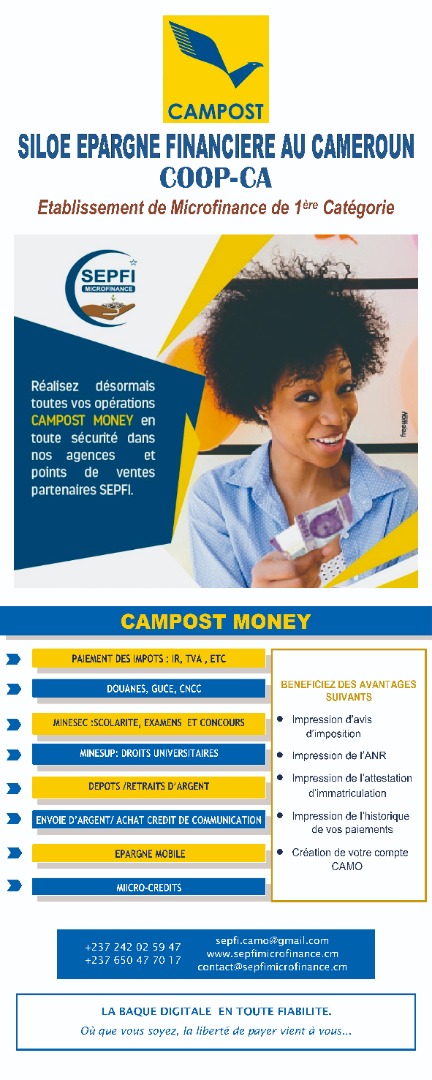 CAMPOST
SILOE EPARGNE FINANCIERE AU CAMEROUN
COOP-CA
Etablissement de Microfinance de 1ère Catégorie
SEPFI
MICROFINANCE
Réalisez désormais
toutes vos opérations
CAMPOST MONEY en
toute sécurité dans
nos agences et
points de ventes
partenaires SEPFI.
CAMPOST MONEY
PAIEMENT DES IMPOTS : IR, TVA , ETC
DOUANES, GUCE, CNCC
MINESEC :SCOLARITE, EXAMENS ET CONCOURS
MINESUP: DROITS UNIVERSITAIRES
DEPOTS /RETRAITS D'ARGENT
ENVOIE D'ARGENT/ ACHAT CREDIT DE COMMUNICATION
EPARGNE MOBILE
MICRO-CREDITS
BENEFICIEZ DES AVANTAGES
SUIVANTS
● Impression d'avis
d'imposition
● Impression de l'ANR
● Impression de l'attestation
d'immatriculation
● Impression de l'historique
de vos paiements
● Création de votre compte
CAMO
+237 242 02 59 47
+237 650 47 70 17
sepfi.camo@gmail.com
www.sepfimicrofinance.cm
contact@sepfimicrofinance.cm
LA BAQUE DIGITALE EN TOUTE FIABILITE.
Où que vous soyez, la liberté de payer vient à vous...